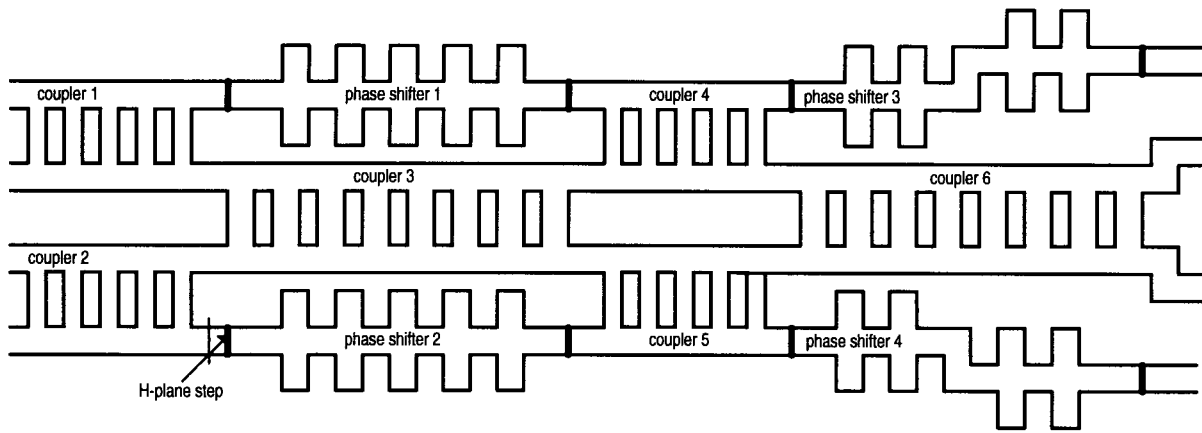 coupler 1
phase shifter 1
coupler 4
phase shifter 3
coupler 3
coupler 6
coupler 2
phase shifter 2
coupler 5
phase shifter 4
H-plane step